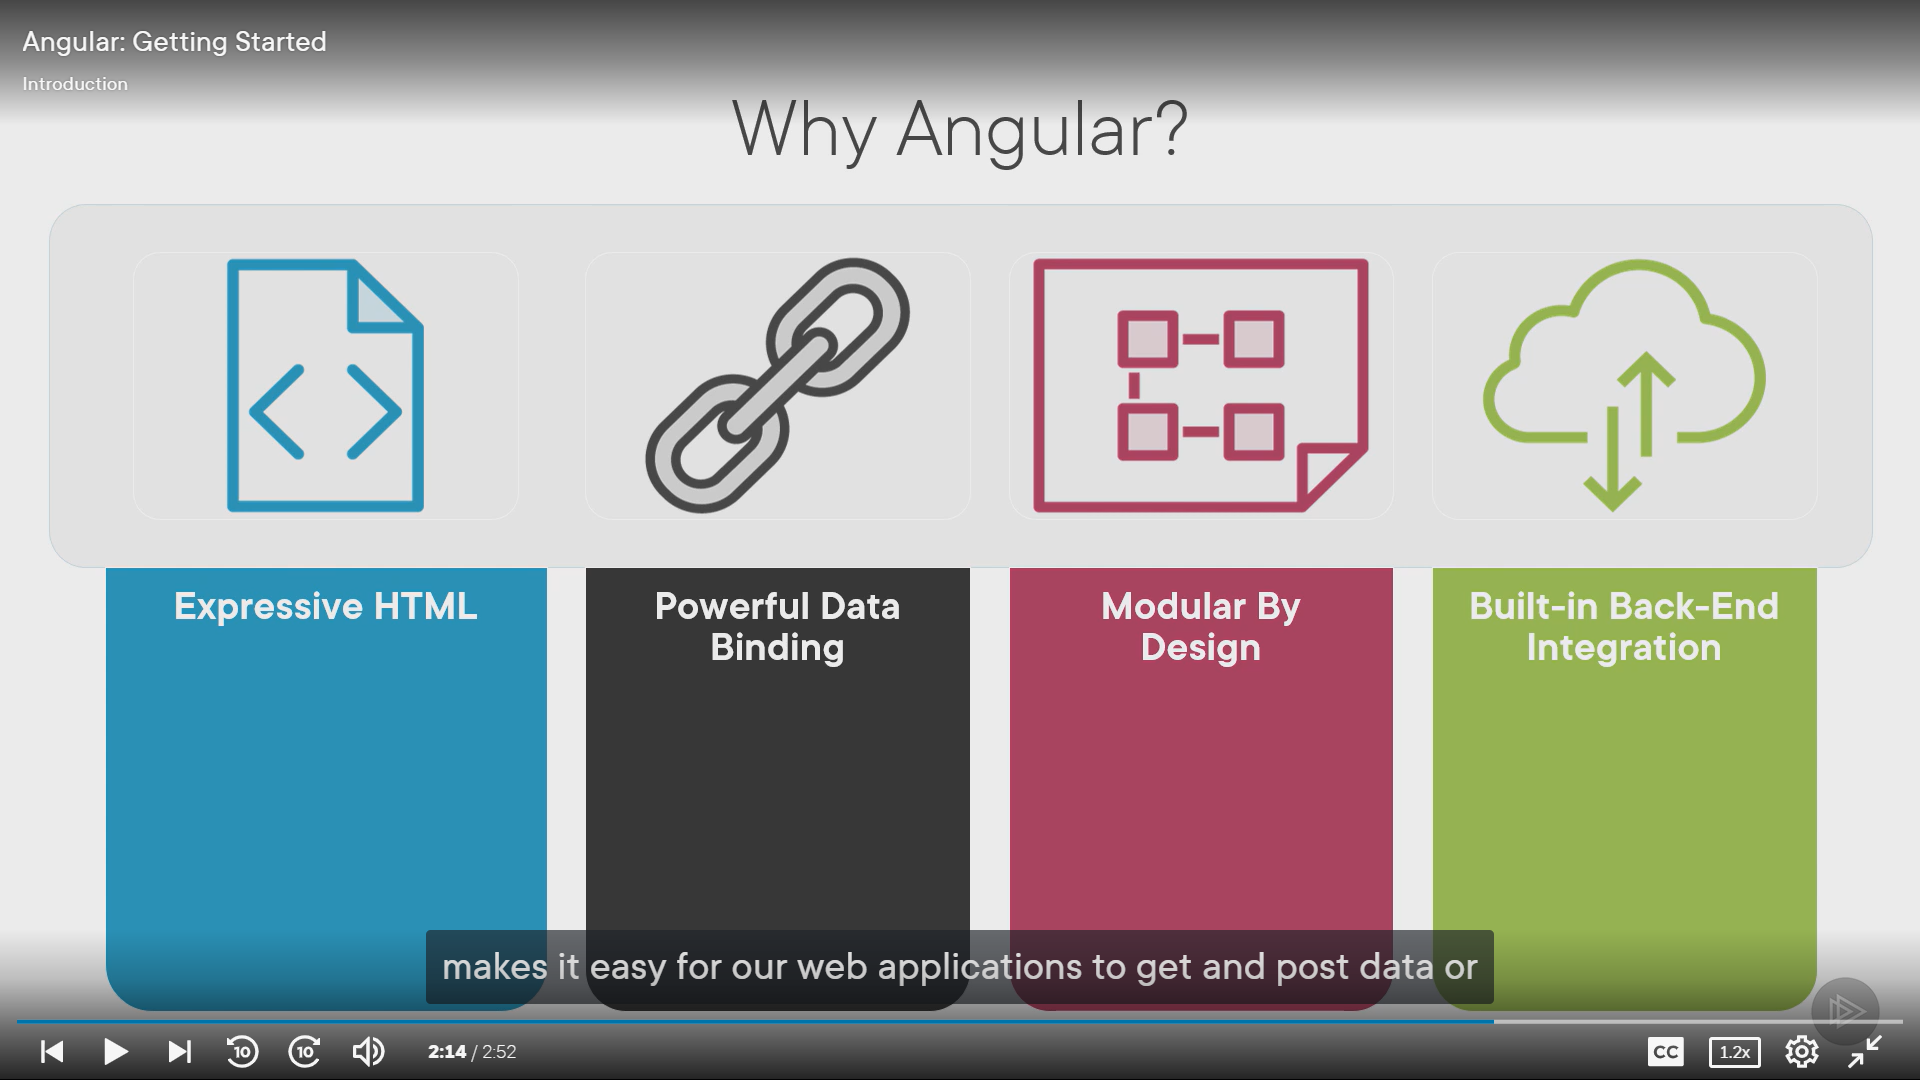 Angular: Getting Started
Introduction
Why Angular?
Expressive HTML
Powerful Data
Binding
Modular By
Design
Built-in Back-End
Integration
makes it easy for our web applications to get and post data or
10
10
2:14 / 2:52
CC
1.2x